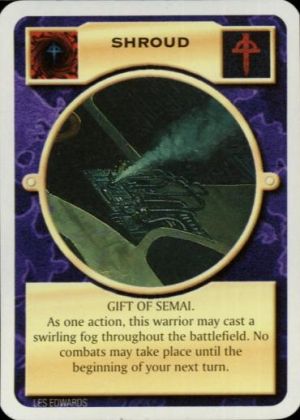 SHROUD
GIFT OF SEMAI.
As one action, this warrior may cast a
swirling fog throughout the battlefield. No
combats may take place until the
beginning of your next turn.
LES EDWARDS